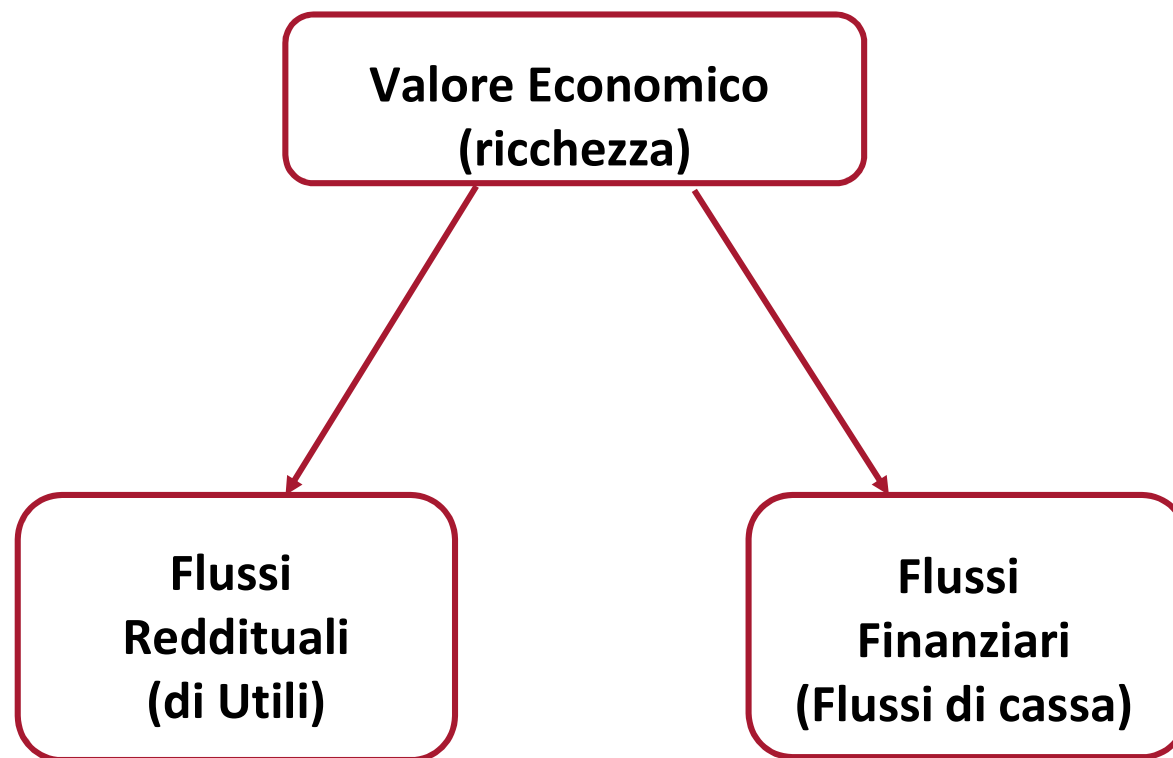 Valore Economico
(ricchezza)
Flussi
Reddituali
(di Utili)
Flussi
Finanziari
(Flussi di cassa)